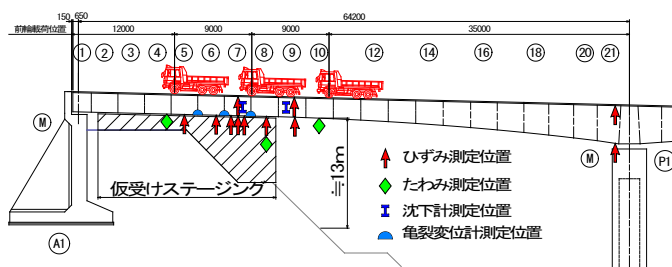 150 650 64200
前輪載荷位置 12000 9000 9000 35000
① ② ③ ④ ⑤ ⑥ ⑦ ⑧ ⑨ ⑩ ⑫ ⑭ ⑯ ⑱ ⑳ ㉑
M
M P1
ひずみ測定位置
たわみ測定位置
沈下計測定位置
亀裂変位計測定位置
仮受けステージング
≒13m
A1